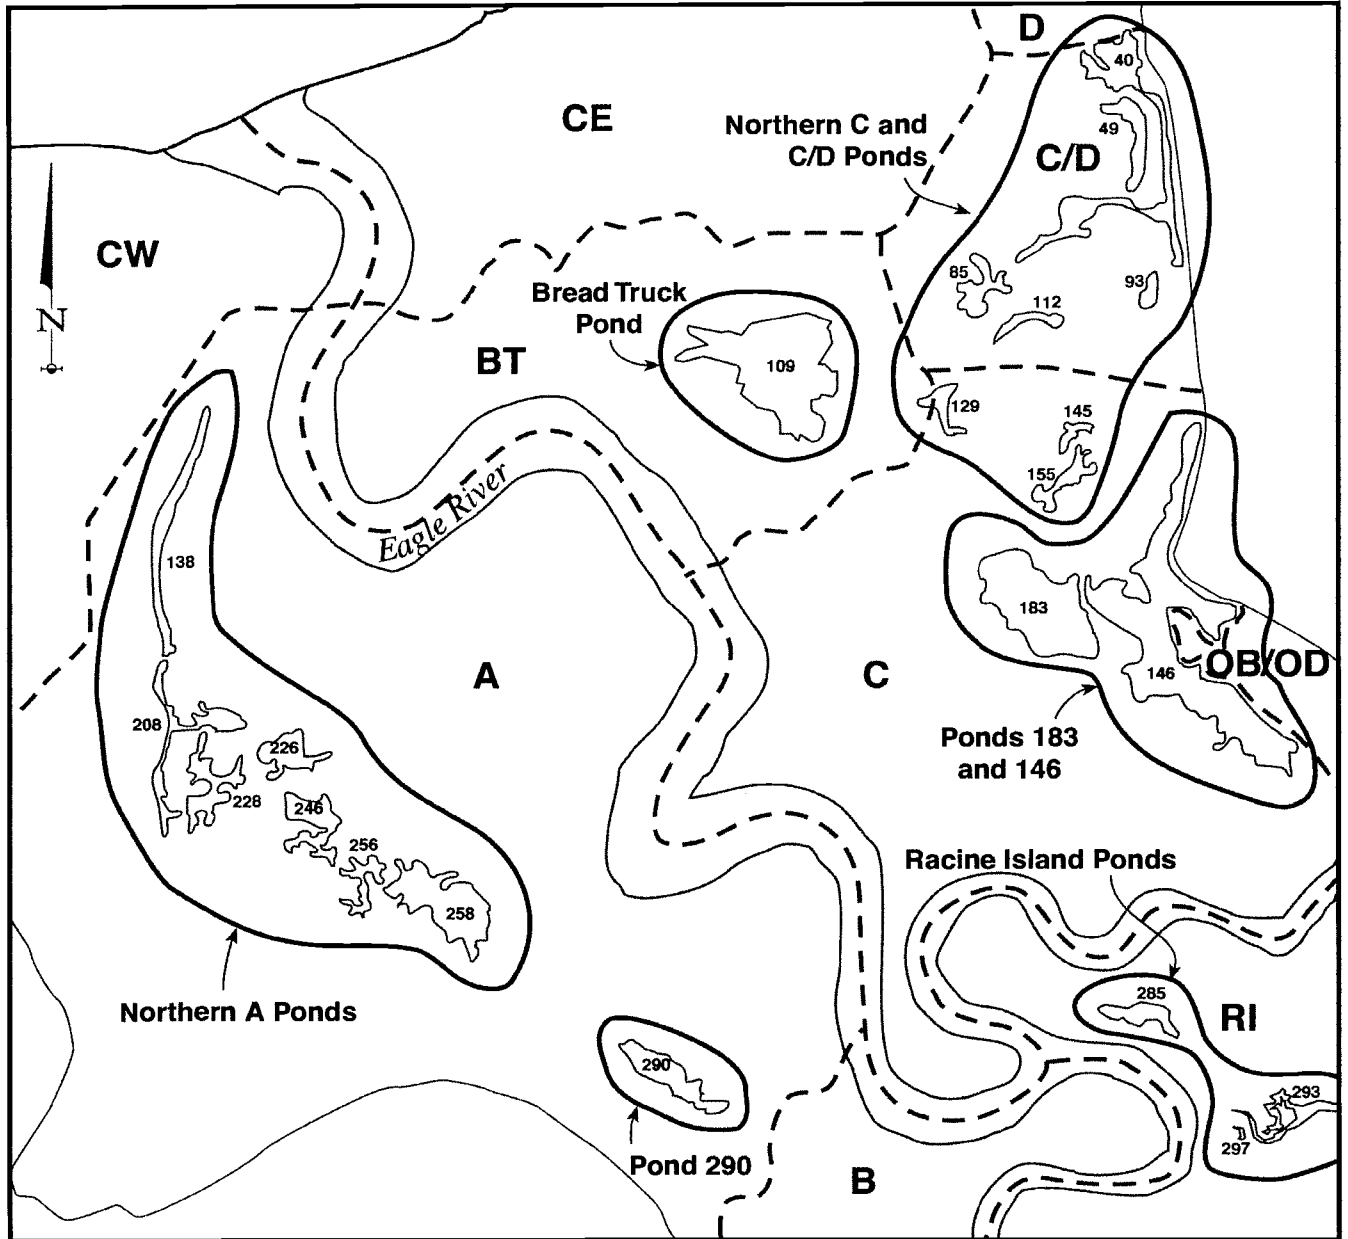 D
40
CE
Northern C and
C/D Ponds
49
C/D
CW
N
85
93
112
Bread Truck
Pond
109
BT
129
145
155
Eagle River
138
183
146
OB/OD
A
C
208
226
228
246
256
258
Ponds 183
and 146
Racine Island Ponds
Northern A Ponds
285
RI
290
293
297
Pond 290
B